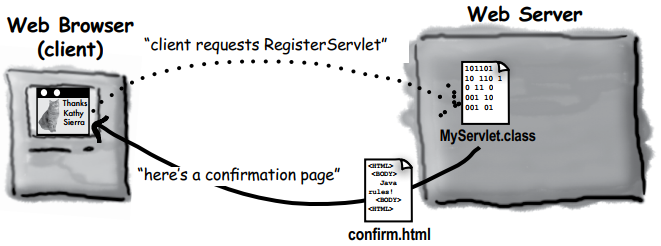 Web Browser
(client)
"client requests RegisterServlet"
Web Server
Thanks
Kathy
Sierra
101101
10 110 1
0 11 0
001 10
001 01
MyServlet.class
"here's a confirmation page"
<HTML>
<BODY>
Java
rules!
<BODY>
<HTML>
confirm.html